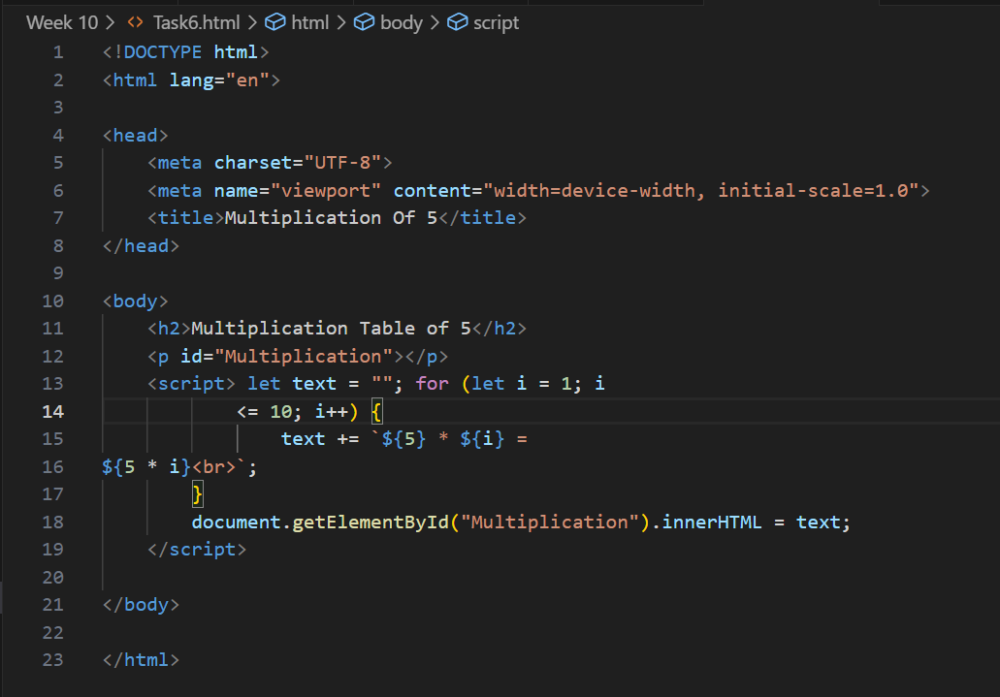 Week 10 > <> Task6.html > html > body > script
1 <!DOCTYPE html>
2 <html lang="en">
3
4 <head>
5     <meta charset="UTF-8">
6     <meta name="viewport" content="width=device-width, initial-scale=1.0">
7     <title>Multiplication Of 5</title>
8 </head>
9
10 <body>
11     <h2>Multiplication Table of 5</h2>
12     <p id="Multiplication"></p>
13     <script> let text = ""; for (let i = 1; i
14             <= 10; i++) {
15                 text += `${5} * ${i} =
16 ${5 * i}<br>`;
17         }
18         document.getElementById("Multiplication").innerHTML = text;
19     </script>
20
21 </body>
22
23 </html>